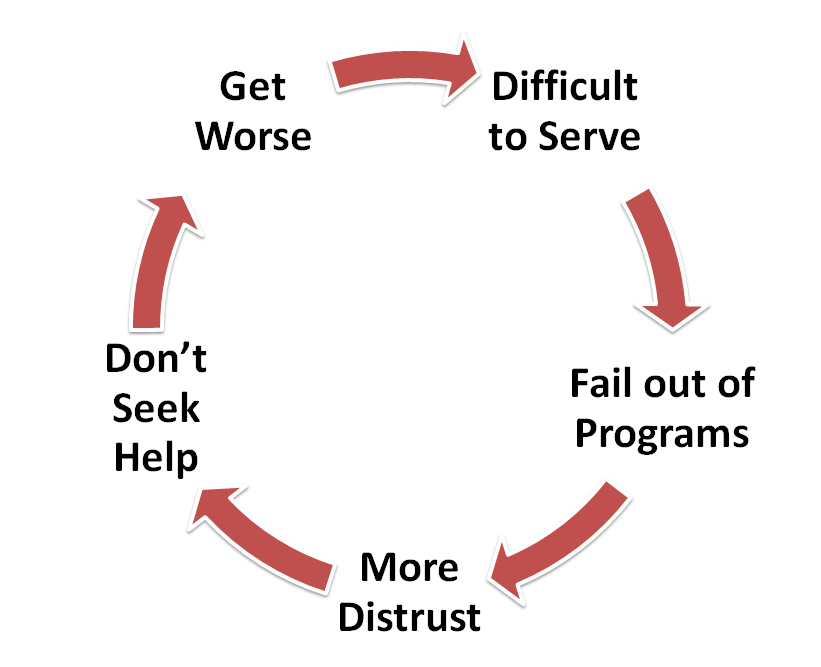 Get
Worse
Difficult
to Serve
Fail out of
Programs
More
Distrust
Don’t
Seek
Help